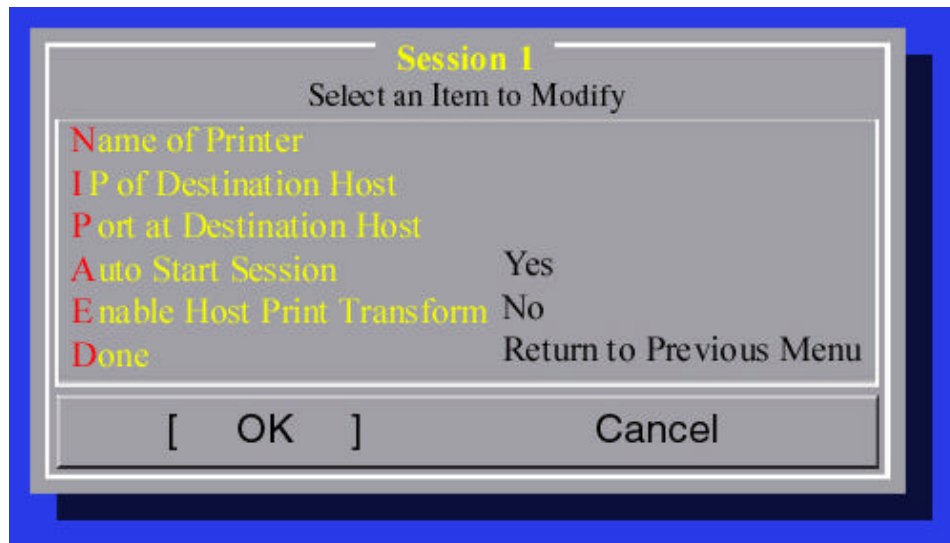 Session 1
Select an Item to Modify
Name of Printer
IP of Destination Host
Port at Destination Host
Auto Start Session Yes
Enable Host Print Transform No
Done Return to Previous Menu
[ OK ] Cancel